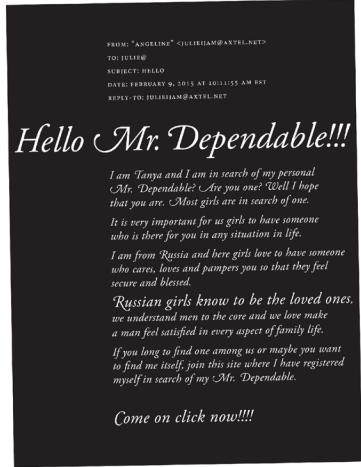 FROM: "ANGELINE" <JULIEIJAM@AXTEL.NET>
TO: JULIE@
SUBJECT: HELLO
DATE: FEBRUARY 9, 2015 AT 10:11:55 AM EST
REPLY-TO: JULIEIJAM@AXTEL.NET
Hello Mr. Dependable!!!
I am Tanya and I am in search of my personal
Mr. Dependable? Are you one? Well I hope
that you are. Most girls are in search of one.
It is very important for us girls to have someone
who is there for you in any situation in life.
I am from Russia and here girls love to have someone
who cares, loves and pampers you so that they feel
secure and blessed.
Russian girls know to be the loved ones,
we understand men to the core and we love make
a man feel satisfied in every aspect of family life.
If you long to find one among us or maybe you want
to find me itself, join this site where I have registered
myself in search of my Mr. Dependable.
Come on click now!!!!